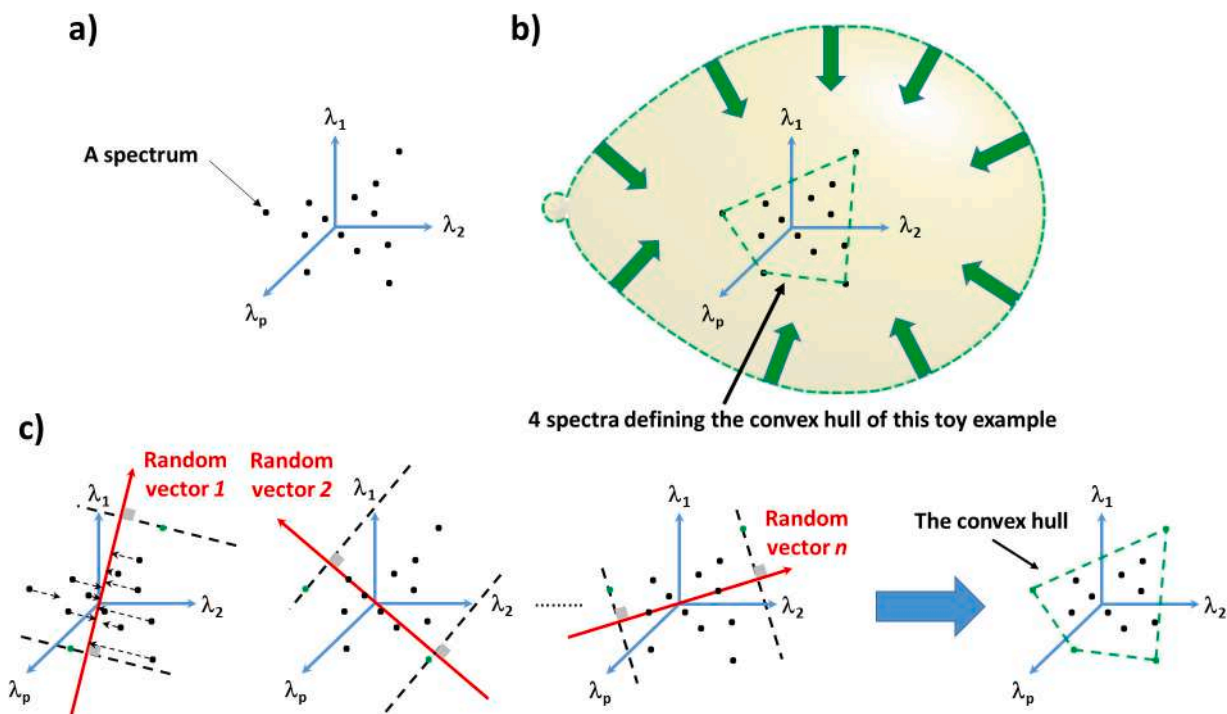 a)
A spectrum
λ1
λ2
λp
b)
λ1
λ2
λp
4 spectra defining the convex hull of this toy example
c)
Random
vector 1
λ1
λ2
λp
Random
vector 2
λ1
λ2
λp
..........
λ1
Random
vector n
λ2
λp
The convex hull
λ1
λ2
λp